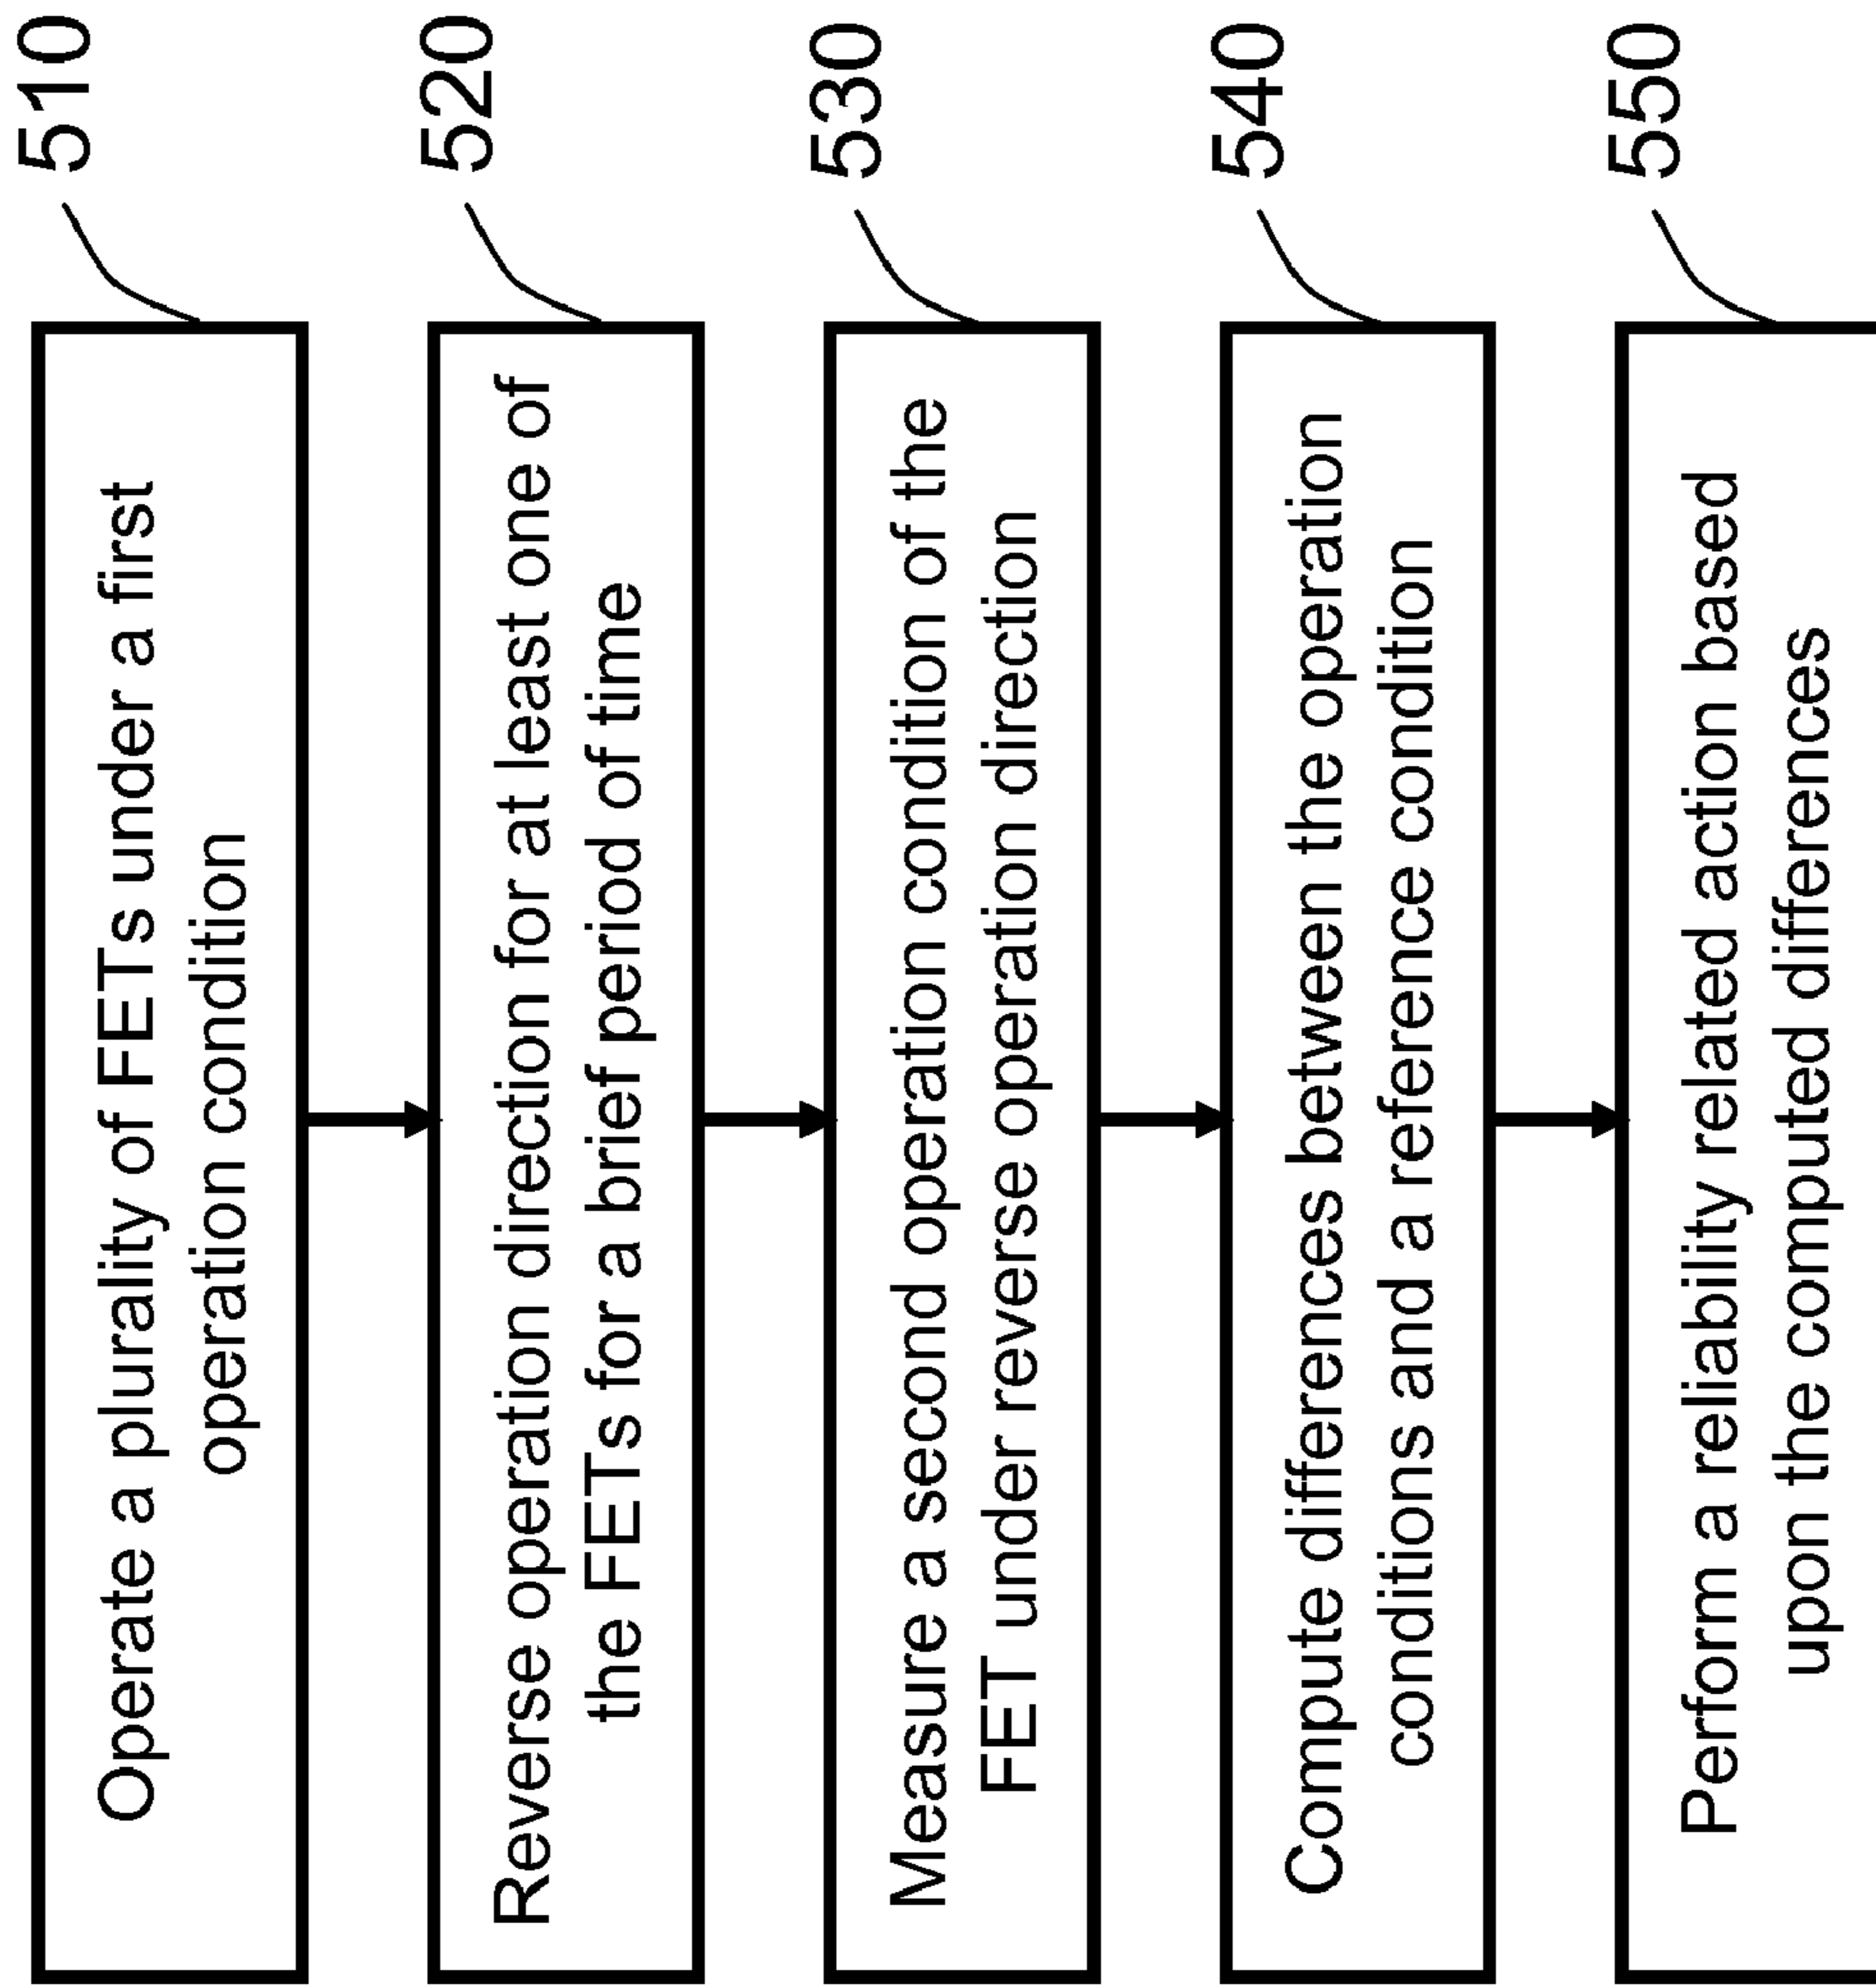 510
Operate a plurality of FETs under a first
operation condition
520
Reverse operation direction for at least one of
the FETs for a brief period of time
530
Measure a second operation condition of the
FET under reverse operation direction
540
Compute differences between the operation
conditions and a reference condition
550
Perform a reliability related action based
upon the computed differences